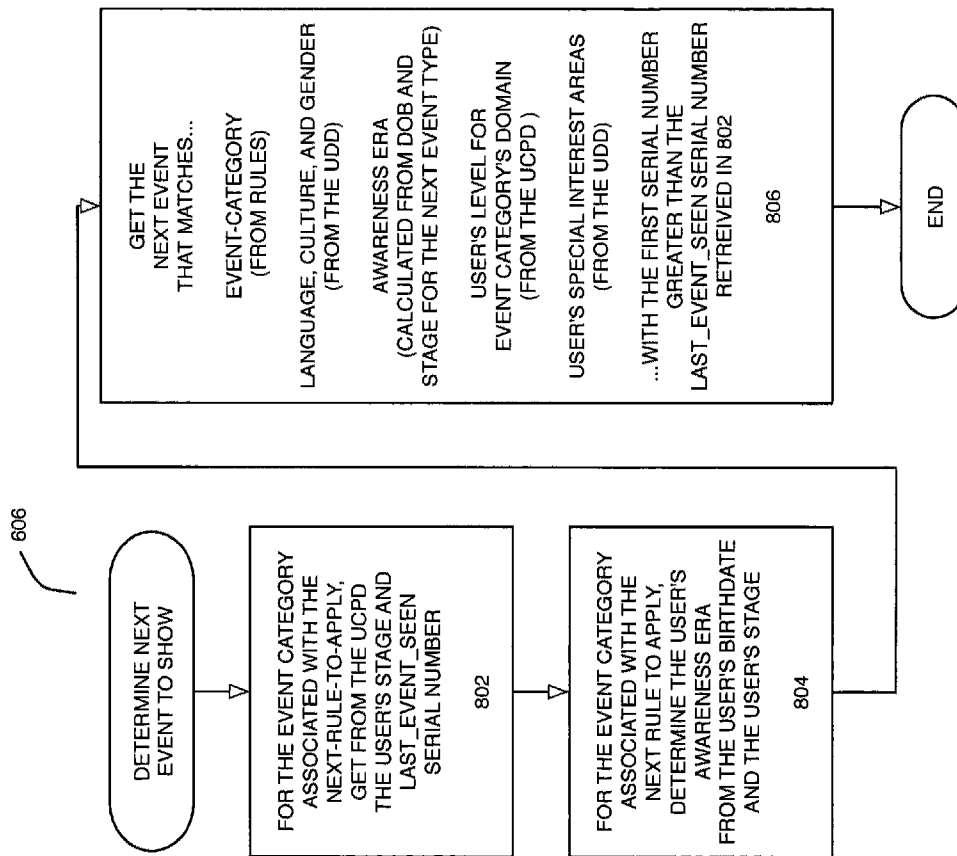 606
DETERMINE NEXT
EVENT TO SHOW
FOR THE EVENT CATEGORY
ASSOCIATED WITH THE
NEXT-RULE-TO-APPLY,
GET FROM THE UCPD
THE USER'S STAGE AND
LAST_EVENT_SEEN
SERIAL NUMBER
802
FOR THE EVENT CATEGORY
ASSOCIATED WITH THE
NEXT RULE TO APPLY,
DETERMINE THE USER'S
AWARENESS ERA
FROM THE USER'S BIRTHDATE
AND THE USER'S STAGE
804
GET THE
NEXT EVENT
THAT MATCHES...
EVENT-CATEGORY
(FROM RULES)
LANGUAGE, CULTURE, AND GENDER
(FROM THE UDD)
AWARENESS ERA
(CALCULATED FROM DOB AND
STAGE FOR THE NEXT EVENT TYPE)
USER'S LEVEL FOR
EVENT CATEGORY'S DOMAIN
(FROM THE UCPD )
USER'S SPECIAL INTEREST AREAS
(FROM THE UDD)
...WITH THE FIRST SERIAL NUMBER
GREATER THAN THE
LAST_EVENT_SEEN SERIAL NUMBER
RETREIVED IN 802
806
END